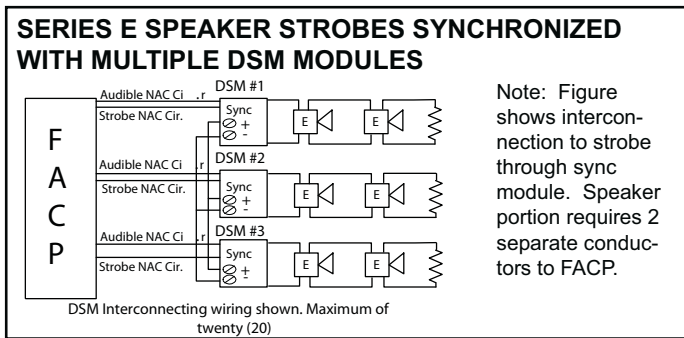 SERIES E SPEAKER STROBES SYNCHRONIZED
WITH MULTIPLE DSM MODULES
FACP
Audible NAC Ci .r
Strobe NAC Cir.
DSM #1
Sync
+
-
E
E
Audible NAC Ci .r
Strobe NAC Cir.
DSM #2
Sync
+
-
E
E
Audible NAC Ci .r
Strobe NAC Cir.
DSM #3
Sync
+
-
E
E
DSM Interconnecting wiring shown. Maximum of
twenty (20)
Note: Figure
shows intercon-
nection to strobe
through sync
module. Speaker
portion requires 2
separate conduc-
tors to FACP.